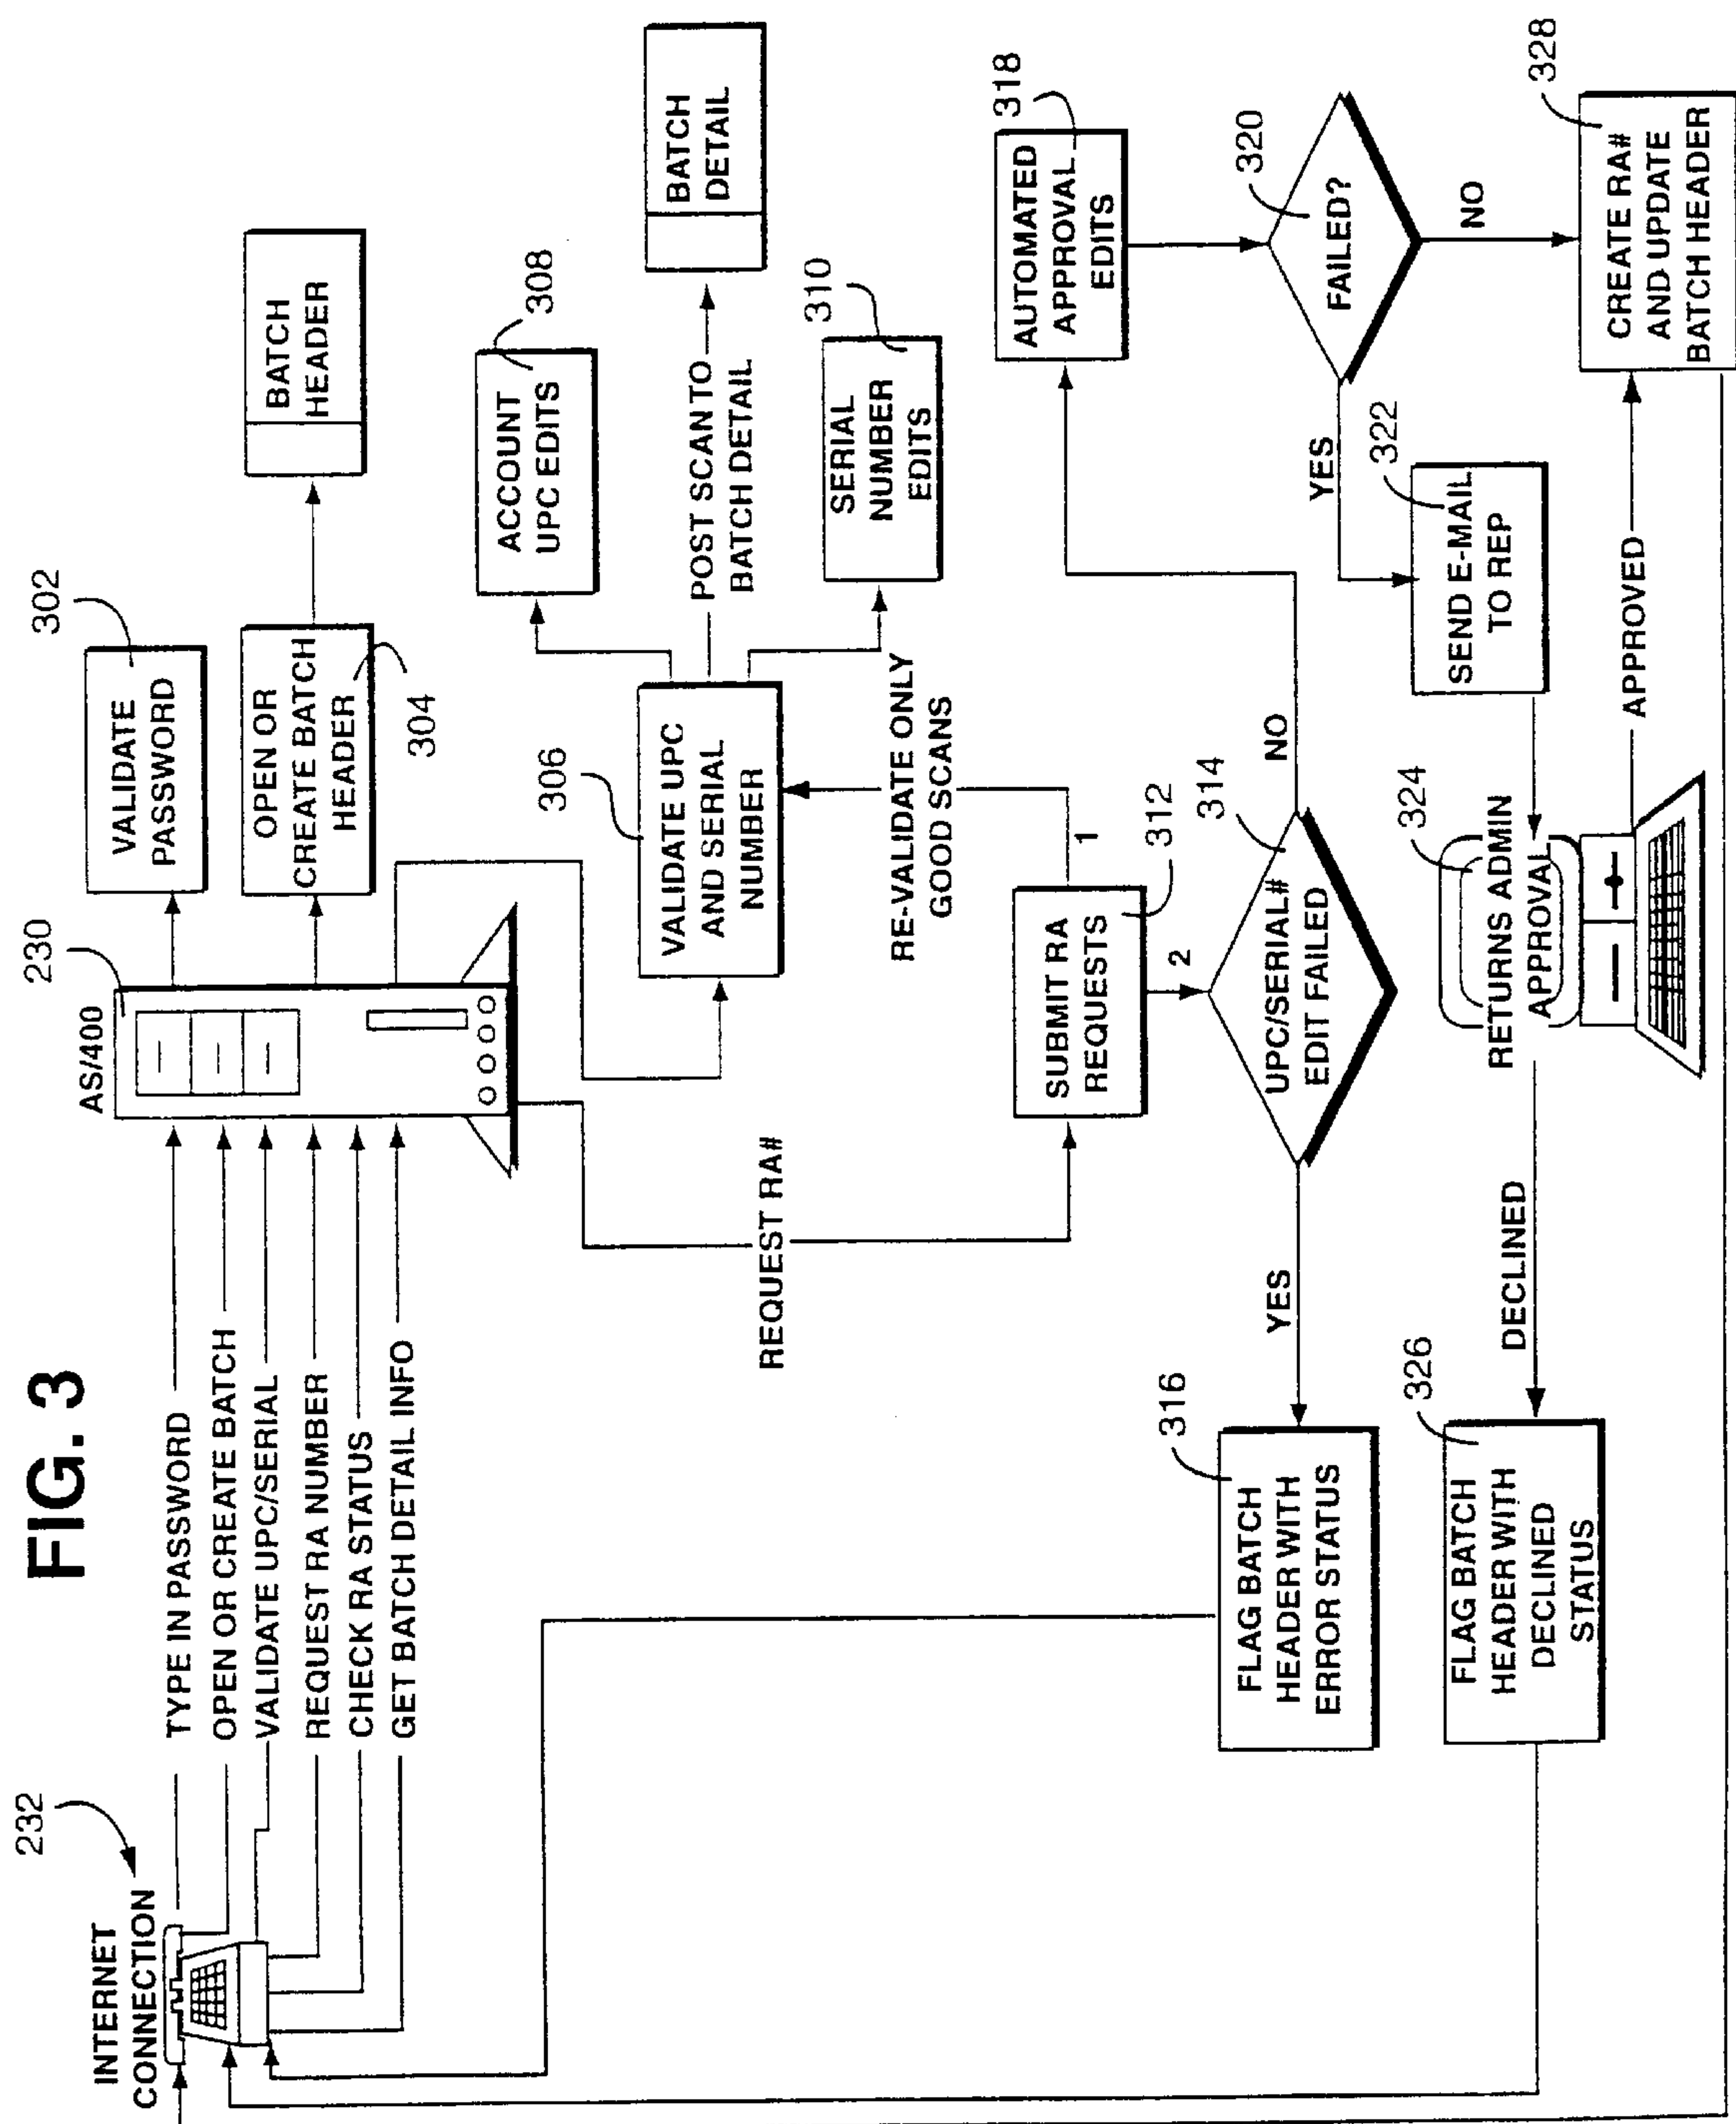 FIG. 3
232
INTERNET
CONNECTION
TYPE IN PASSWORD
OPEN OR CREATE BATCH
VALIDATE UPC/SERIAL
REQUEST RA NUMBER
CHECK RA STATUS
GET BATCH DETAIL INFO
230
AS/400
302
VALIDATE
PASSWORD
OPEN OR
CREATE BATCH
HEADER
304
BATCH
HEADER
306
VALIDATE UPC
AND SERIAL
NUMBER
308
ACCOUNT
UPC EDITS
POST SCAN TO
BATCH DETAIL
BATCH
DETAIL
310
SERIAL
NUMBER
EDITS
RE-VALIDATE ONLY
GOOD SCANS
REQUEST RA#
1
SUBMIT RA
REQUESTS
312
2
314
UPC/SERIAL#
EDIT FAILED
YES
NO
316
FLAG BATCH
HEADER WITH
ERROR STATUS
318
AUTOMATED
APPROVAL
EDITS
320
FAILED?
YES
NO
322
SEND E-MAIL
TO REP
324
RETURNS ADMIN
APPROVAL
DECLINED
APPROVED
326
FLAG BATCH
HEADER WITH
DECLINED
STATUS
328
CREATE RA#
AND UPDATE
BATCH HEADER